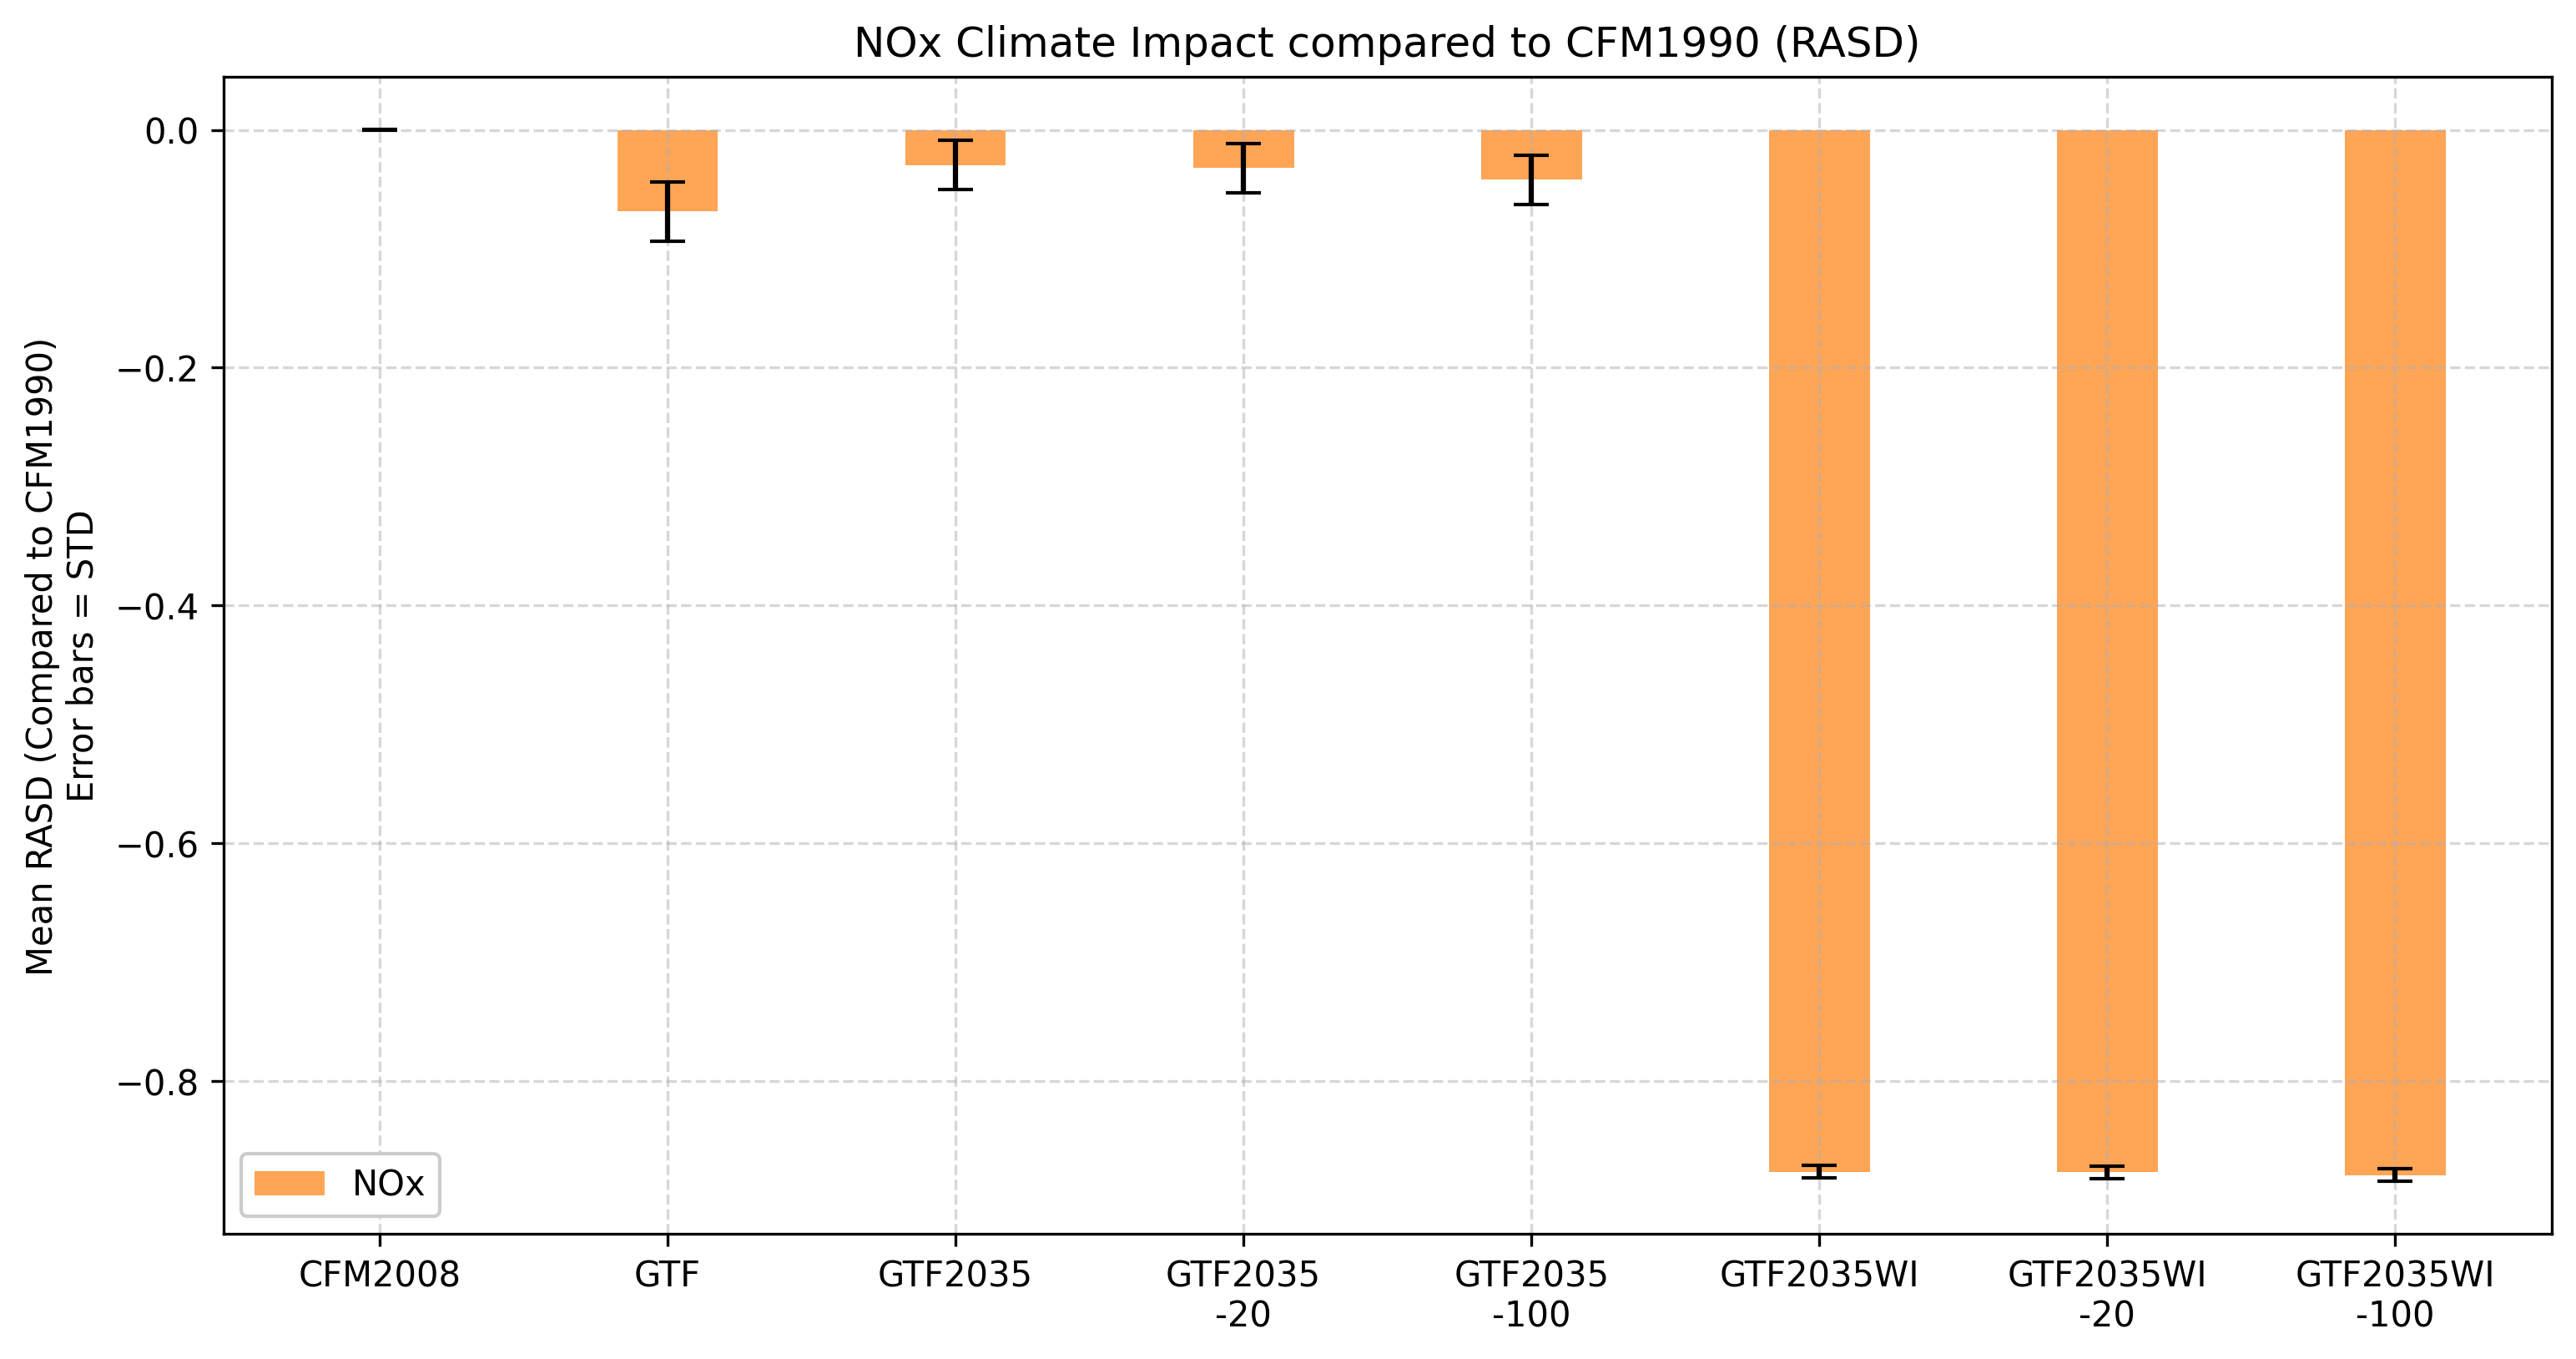 NOx Climate Impact compared to CFM1990 (RASD)
Mean RASD (Compared to CFM1990)
Error bars = STD
0.0
−0.2
−0.4
−0.6
−0.8
NOx
CFM2008
GTF
GTF2035
GTF2035
-20
GTF2035
-100
GTF2035WI
GTF2035WI
-20
GTF2035WI
-100